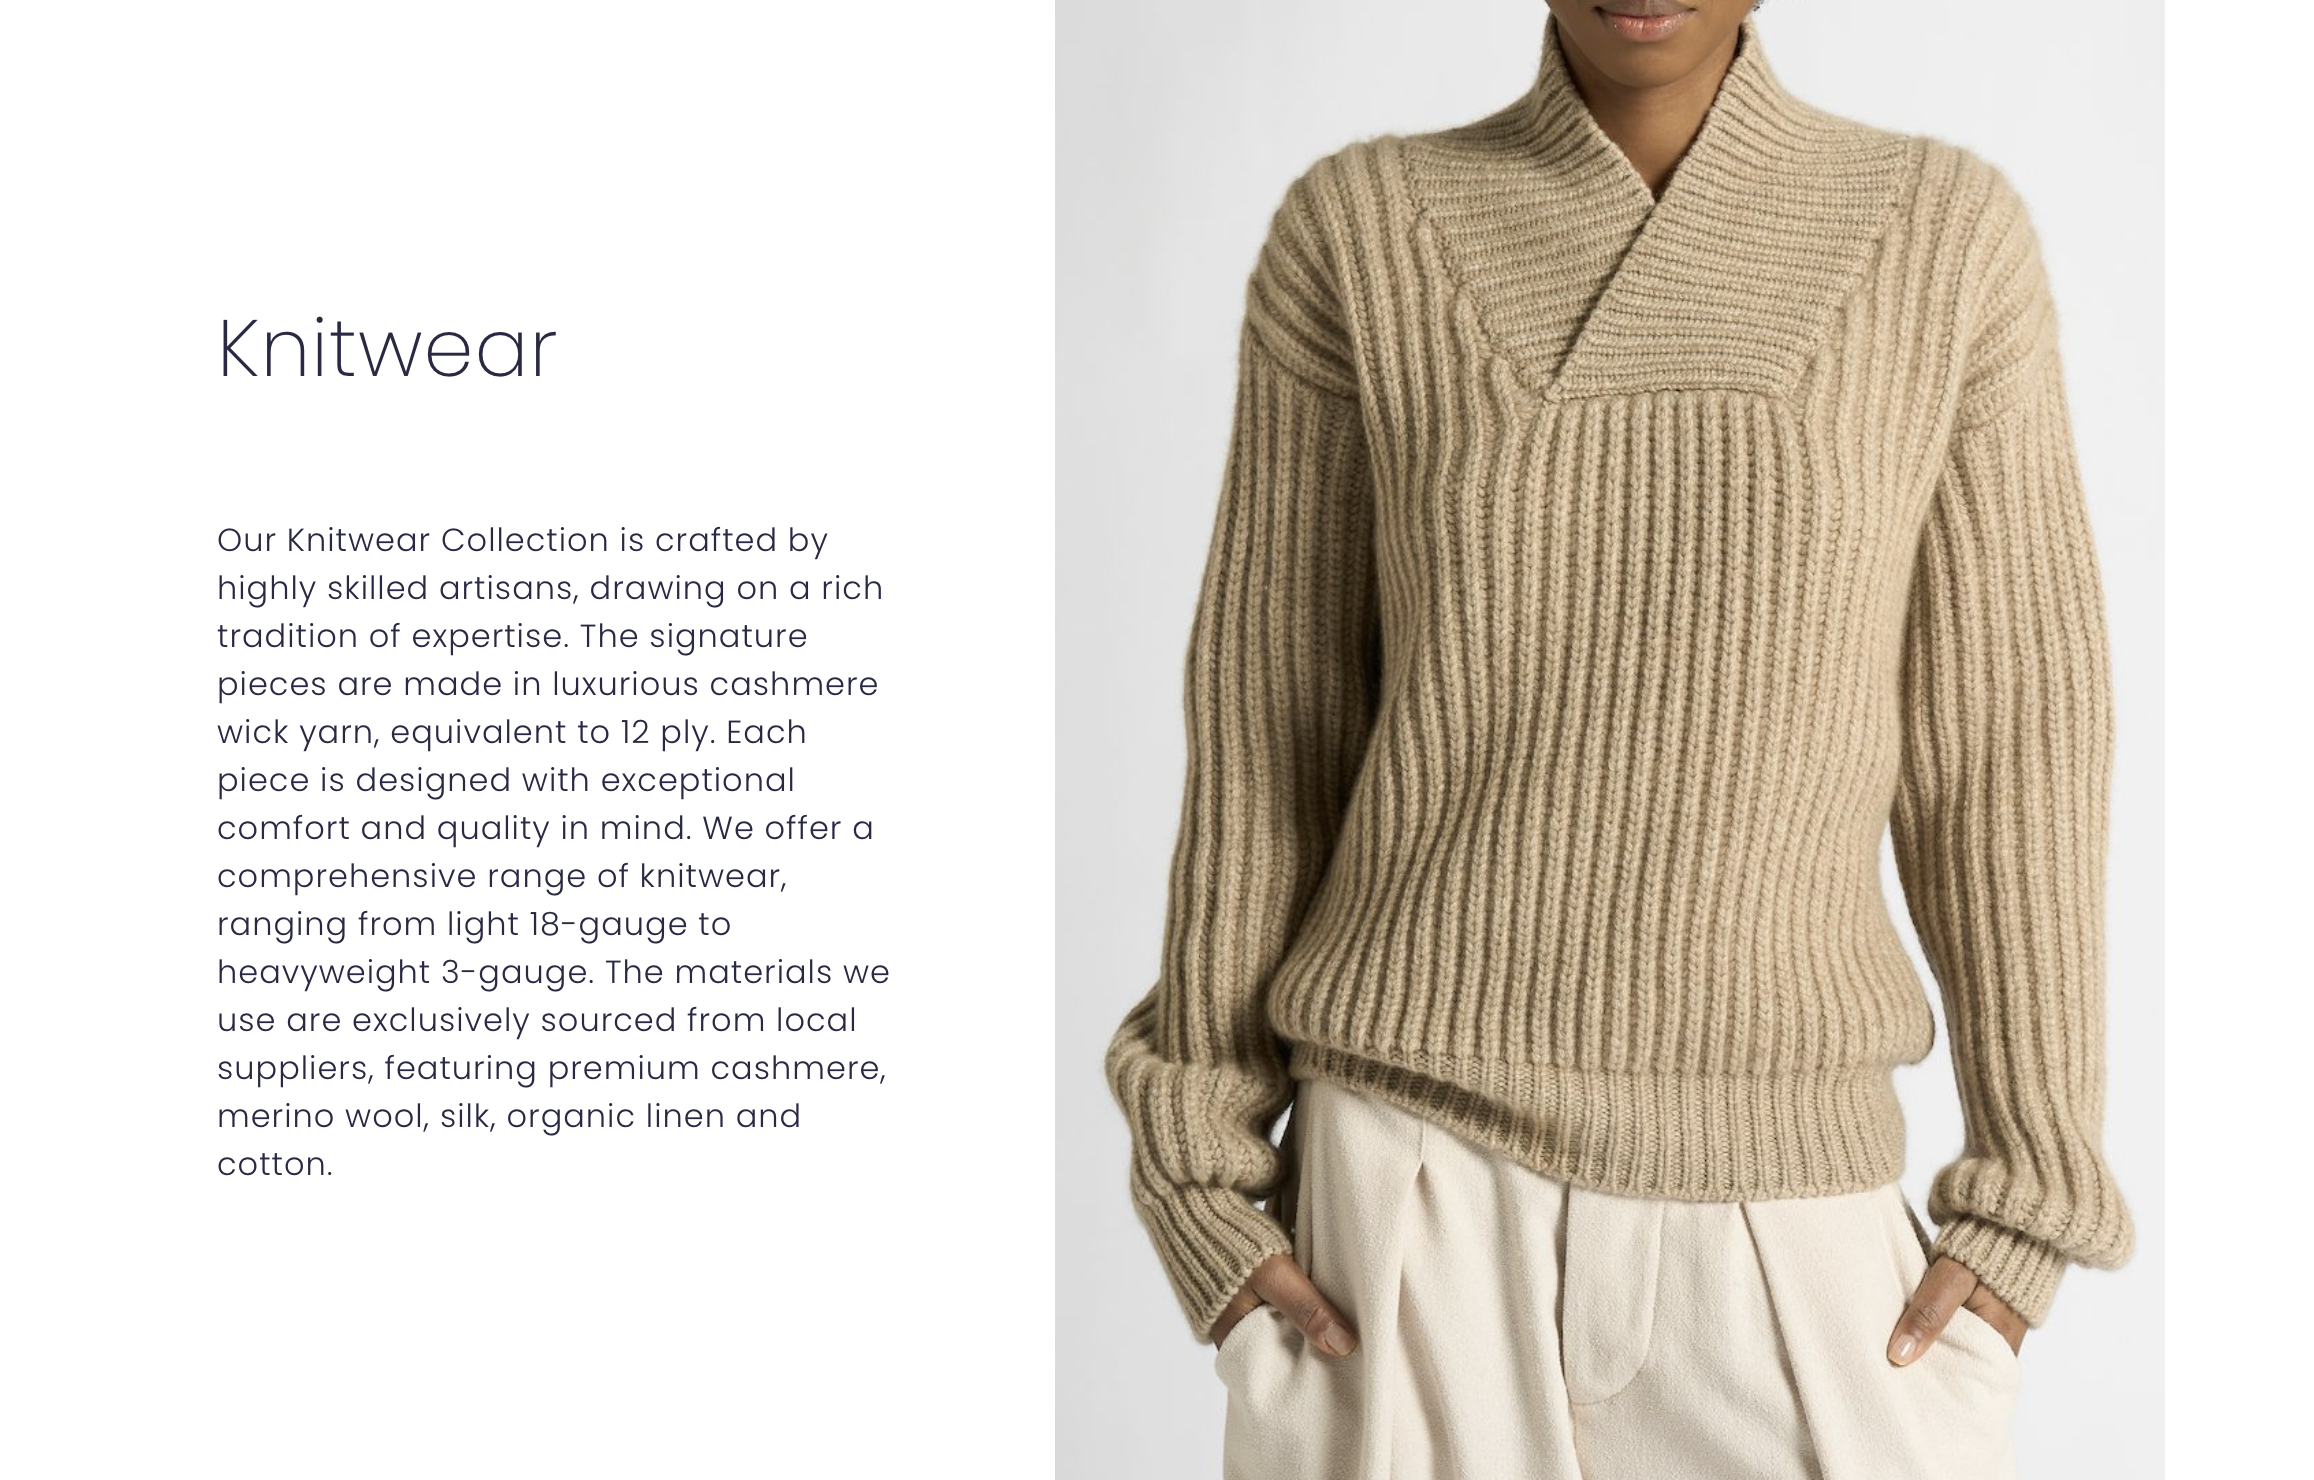 Knitwear
Our Knitwear Collection is crafted by
highly skilled artisans, drawing on a rich
tradition of expertise. The signature
pieces are made in luxurious cashmere
wick yarn, equivalent to 12 ply. Each
piece is designed with exceptional
comfort and quality in mind. We offer a
comprehensive range of knitwear,
ranging from light 18-gauge to
heavyweight 3-gauge. The materials we
use are exclusively sourced from local
suppliers, featuring premium cashmere,
merino wool, silk, organic linen and
cotton.